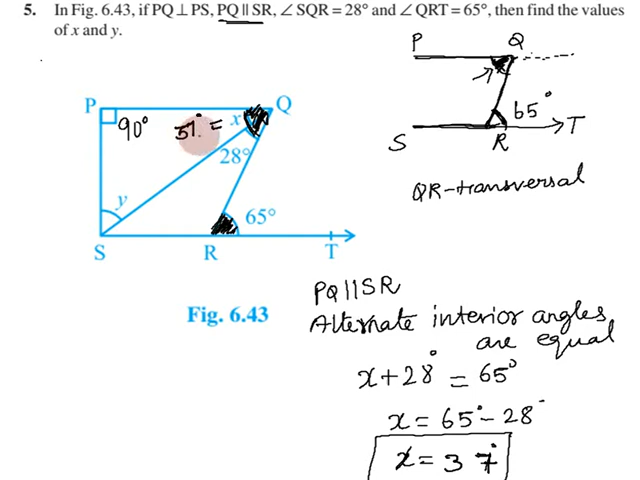 5. In Fig. 6.43, if PQ ⊥ PS, PQ ∥ SR, ∠ SQR = 28° and ∠ QRT = 65°, then find the values
of x and y.
P Q
P Q
90° 37° = x
28°
65°
65°
S R T
y
QR-transversal
S R T
PQ||SR
Fig. 6.43
Alternate interior angles
are equal
x+28° = 65°
x = 65° - 28°
x = 37°